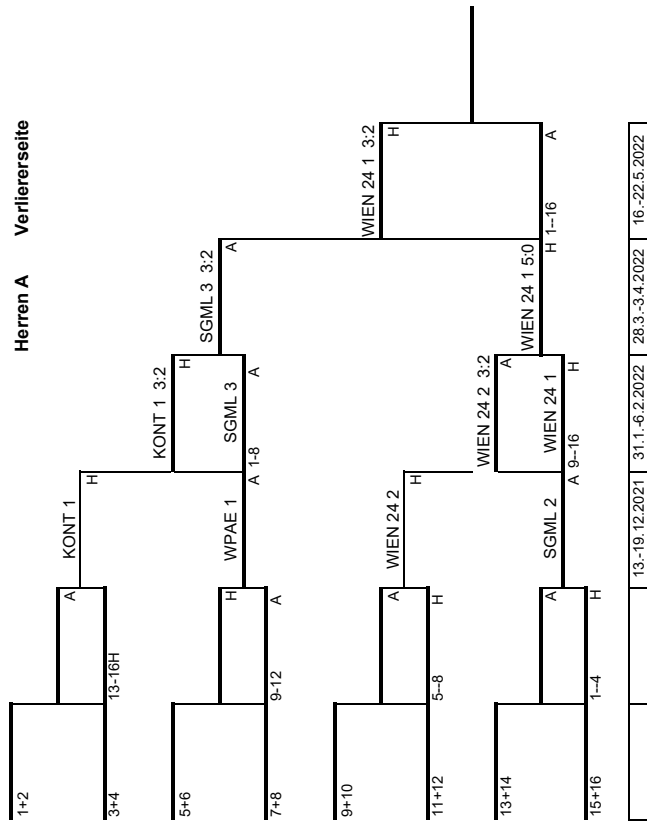 Herren A Verliererseite
1+2
3+4
5+6
7+8
9+10
11+12
13+14
15+16
A
13-16H
H
9-12
A
A
5--8
H
A
1--4
H
KONT 1
H
WPAE 1
A
WIEN 24 2
H
SGML 2
A
KONT 1 3:2
H
1-8
SGML 3
A
WIEN 24 2 3:2
A
9--16
WIEN 24 1
H
SGML 3 3:2
A
WIEN 24 1 5:0
H
WIEN 24 1 3:2
H
1--16
A
13.-19.12.2021
31.1.-6.2.2022
28.3.-3.4.2022
16.-22.5.2022